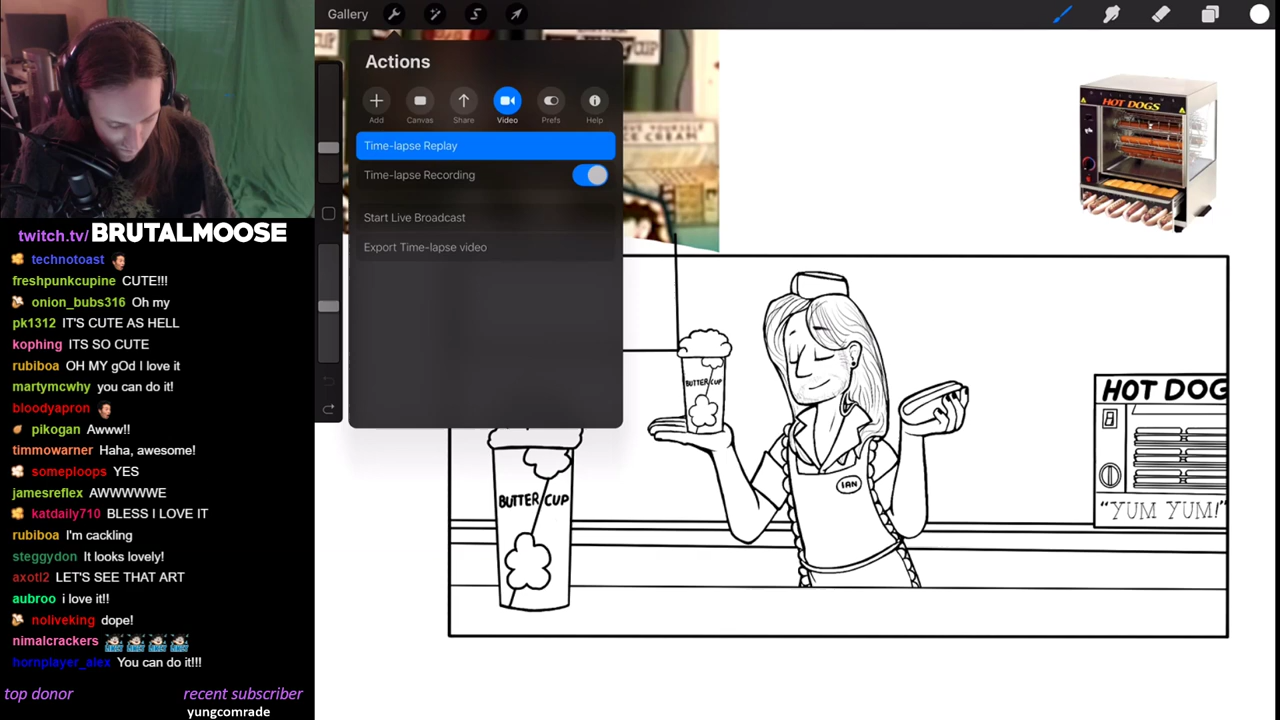 Gallery
Actions
Add
Canvas
Share
Video
Prefs
Help
Time-lapse Replay
Time-lapse Recording
Start Live Broadcast
Export Time-lapse video
CUP
ICE CREAM
HOT DOGS
twitch.tv/BRUTALMOOSE
technotoast
freshpunkcupine CUTE!!!
onion_bubs316 Oh my
pk1312 IT'S CUTE AS HELL
kophing ITS SO CUTE
rubiboa OH MY gOd I love it
martymcwhy you can do it!
bloodyapron
pikogan Awww!!
timmowarner Haha, awesome!
someploops YES
jamesreflex AWWWWWE
katdaily710 BLESS I LOVE IT
rubiboa I'm cackling
steggydon It looks lovely!
axotl2 LET'S SEE THAT ART
aubroo i love it!!
noliveking dope!
nimalcrackers
hornplayer_alex You can do it!!!
top donor
recent subscriber
yungcomrade
BUTTER CUP
BUTTER CUP
IAN
HOT DOG
"YUM YUM!"